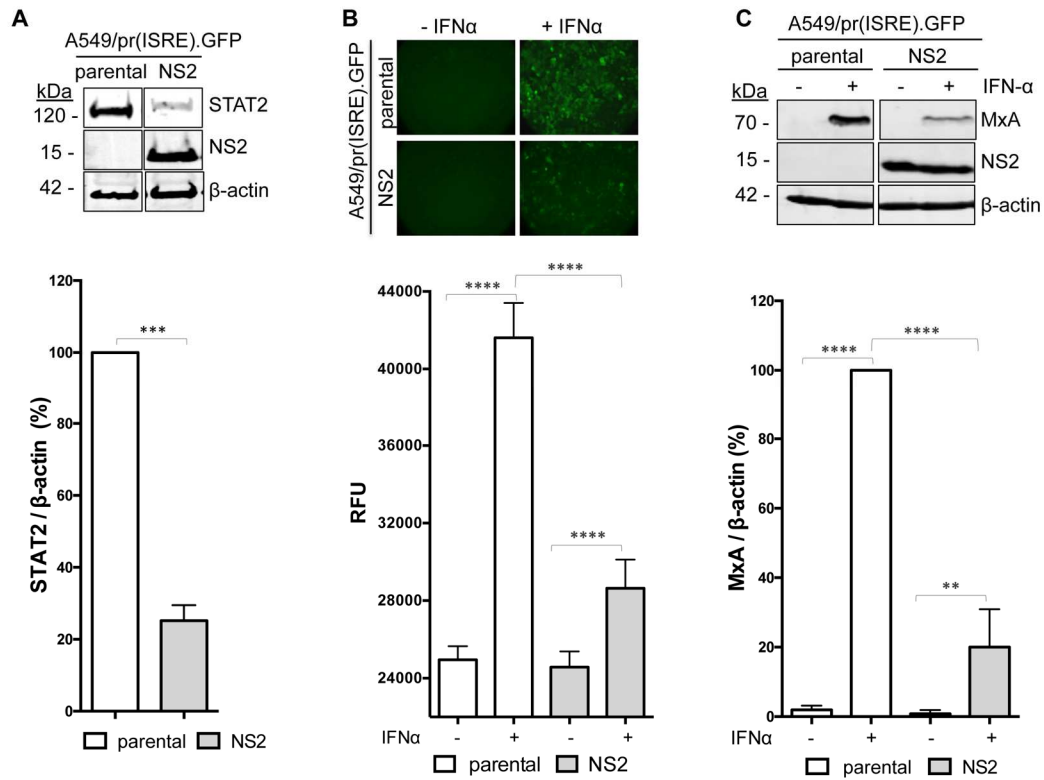 A
A549/pr(ISRE).GFP
parental NS2
kDa
120 -
STAT2
15 -
NS2
42 -
β-actin
120
100
80
60
40
20
0
STAT2 / β-actin (%)
***
parental
NS2
B
- IFNα
+ IFNα
A549/pr(ISRE).GFP
parental
NS2
44000
42000
36000
32000
28000
24000
RFU
****
****
****
IFNα
-
+
-
+
parental
NS2
C
A549/pr(ISRE).GFP
parental
NS2
- + - + IFN-α
kDa
70 -
MxA
15 -
NS2
42 -
β-actin
120
100
80
60
40
20
0
MxA / β-actin (%)
****
****
**
IFNα
-
+
-
+
parental
NS2